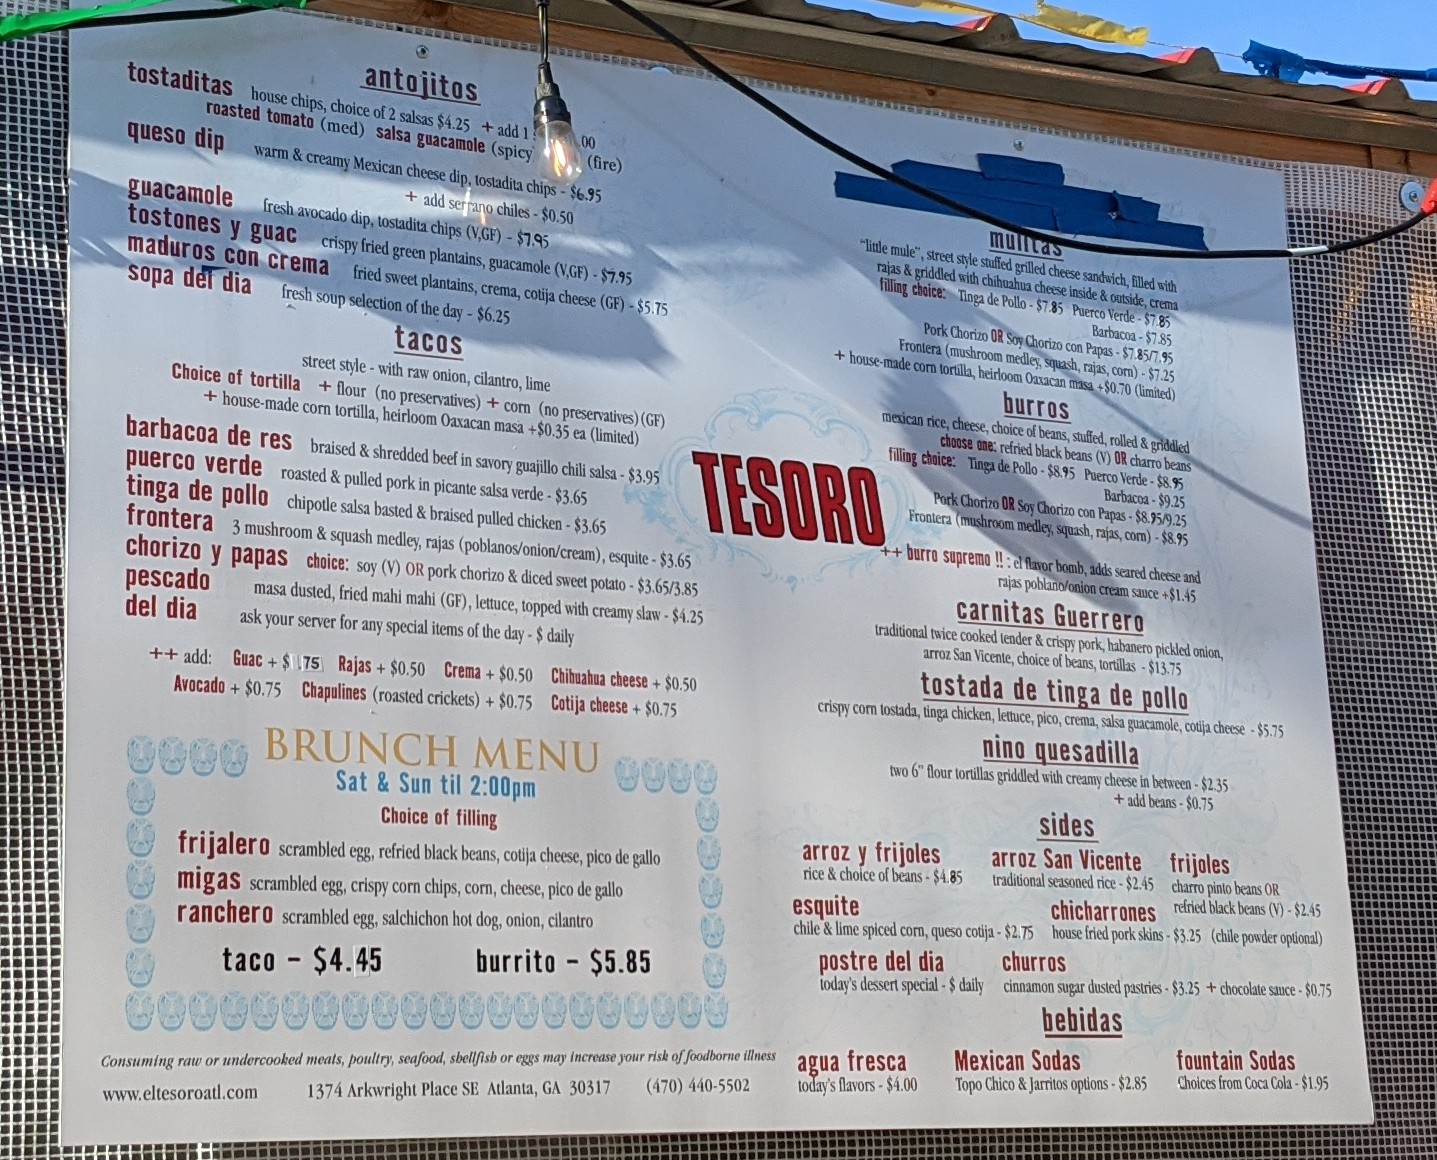 antojitos
tostaditas house chips, choice of 2 salsas $4.25 + add 1 .00
roasted tomato (med) salsa guacamole (spicy (fire)
queso dip warm & creamy Mexican cheese dip, tostadita chips - $6.95
+ add serrano chiles - $0.50
guacamole fresh avocado dip, tostadita chips (V,GF) - $7.95
tostones y guac crispy fried green plantains, guacamole (V,GF) - $7.95
maduros con crema fried sweet plantains, crema, cotija cheese (GF) - $5.75
sopa del dia fresh soup selection of the day - $6.25
tacos
street style - with raw onion, cilantro, lime
Choice of tortilla + flour (no preservatives) + corn (no preservatives) (GF)
+ house-made corn tortilla, heirloom Oaxacan masa +$0.35 ea (limited)
barbacoa de res braised & shredded beef in savory guajillo chili salsa - $3.95
puerco verde roasted & pulled pork in picante salsa verde - $3.65
tinga de pollo chipotle salsa basted & braised pulled chicken - $3.65
frontera 3 mushroom & squash medley, rajas (poblanos/onion/cream), esquite - $3.65
chorizo y papas choice: soy (V) OR pork chorizo & diced sweet potato - $3.65/3.85
pescado masa dusted, fried mahi mahi (GF), lettuce, topped with creamy slaw - $4.25
del dia ask your server for any special items of the day - $ daily
++ add: Guac + $ .75 Rajas + $0.50 Crema + $0.50 Chihuahua cheese + $0.50
Avocado + $0.75 Chapulines (roasted crickets) + $0.75 Cotija cheese + $0.75
BRUNCH MENU
Sat & Sun til 2:00pm
Choice of filling
frijalero scrambled egg, refried black beans, cotija cheese, pico de gallo
migas scrambled egg, crispy corn chips, corn, cheese, pico de gallo
ranchero scrambled egg, salchichon hot dog, onion, cilantro
taco - $4.45 burrito - $5.85
Consuming raw or undercooked meats, poultry, seafood, shellfish or eggs may increase your risk of foodborne illness
www.eltesoroatl.com 1374 Arkwright Place SE Atlanta, GA 30317 (470) 440-5502
TESORO
mulitas
"little mule", street style stuffed grilled cheese sandwich, filled with
rajas & griddled with chihuahua cheese inside & outside, crema
filling choice: Tinga de Pollo - $7.85 Puerco Verde - $7.85
Barbacoa - $7.85
Pork Chorizo OR Soy Chorizo con Papas - $7.85/7.95
Frontera (mushroom medley, squash, rajas, corn) - $7.25
+ house-made corn tortilla, heirloom Oaxacan masa +$0.70 (limited)
burros
mexican rice, cheese, choice of beans, stuffed, rolled & griddled
choose one: refried black beans (V) OR charro beans
filling choice: Tinga de Pollo - $8.95 Puerco Verde - $8.95
Barbacoa - $9.25
Pork Chorizo OR Soy Chorizo con Papas - $8.95/9.25
Frontera (mushroom medley, squash, rajas, corn) - $8.95
++ burro supremo !! : el flavor bomb, adds seared cheese and
rajas poblano/onion cream sauce +$1.45
carnitas Guerrero
traditional twice cooked tender & crispy pork, habanero pickled onion,
arroz San Vicente, choice of beans, tortillas - $13.75
tostada de tinga de pollo
crispy corn tostada, tinga chicken, lettuce, pico, crema, salsa guacamole, cotija cheese - $5.75
nino quesadilla
two 6" flour tortillas griddled with creamy cheese in between - $2.35
+ add beans - $0.75
sides
arroz y frijoles arroz San Vicente frijoles
rice & choice of beans - $4.85 traditional seasoned rice - $2.45 charro pinto beans OR
refried black beans (V) - $2.45
esquite chicharrones
chile & lime spiced corn, queso cotija - $2.75 house fried pork skins - $3.25 (chile powder optional)
postre del dia churros
today's dessert special - $ daily cinnamon sugar dusted pastries - $3.25 + chocolate sauce - $0.75
bebidas
agua fresca Mexican Sodas fountain Sodas
today's flavors - $4.00 Topo Chico & Jarritos options - $2.85 Choices from Coca Cola - $1.95